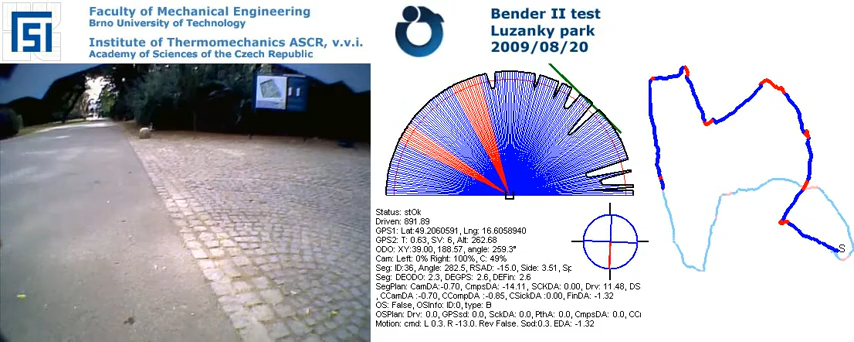 Faculty of Mechanical Engineering
Brno University of Technology
Institute of Thermomechanics ASCR, v.v.i.
Academy of Sciences of the Czech Republic
Bender II test
Luzanky park
2009/08/20
S
Status: stOk
Driven: 891.89
GPS1: Lat:49.2060591, Lng: 16.6058940
GPS2: T: 0.63, SV: 6, Alt: 262.68
ODO: XY:39.00, 188.57, angle: 259.3°
Cam: Left: 0% Right: 100%, C: 49%
Seg: ID:36, Angle: 282.5, RSAD: -15.0, Side: 3.51, Sp
Seg: DEODO: 2.3, DEGPS: 2.6, DEFin: 2.6
SegPlan: CamDA:-0.70, CmpsDA: -14.11, SCKDA: 0.00, Drv: 11.48, DS
, CCamDA :-0.70, CCompDA :-0.85, CSickDA :0.00, FinDA: -1.32
OS: False, OSInfo: ID:0, type: B
OSPlan: Drv: 0.0, GPSsd: 0.0, SckDA: 0.0, PthA: 0.0, CmpsDA: 0.0, CC
Motion: cmd: L 0.3, R -13.0, Rev False, Spd:0.3, EDA: -1.32